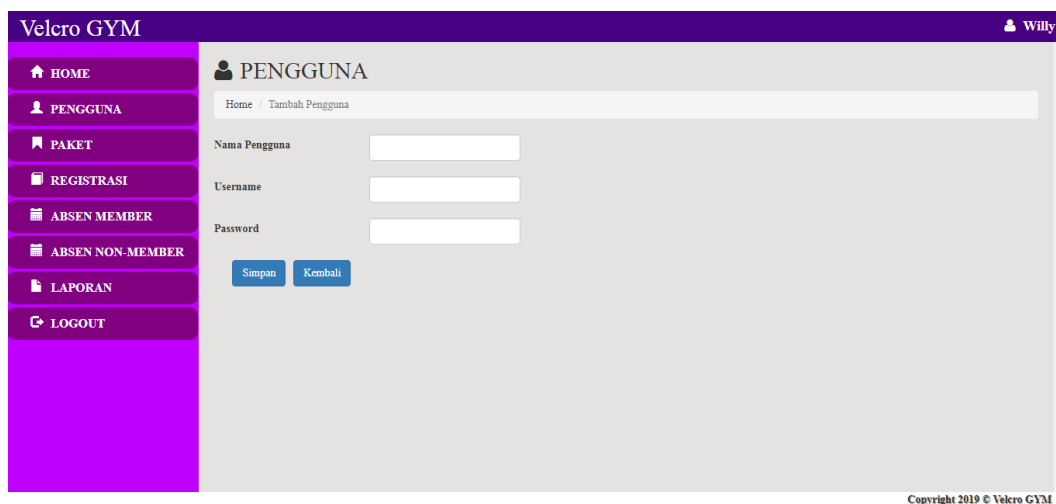 Velcro GYM
Willy
HOME
PENGGUNA
PAKET
REGISTRASI
ABSEN MEMBER
ABSEN NON-MEMBER
LAPORAN
LOGOUT
PENGGUNA
Home / Tambah Pengguna
Nama Pengguna
Username
Password
Simpan Kembali
Copyright 2019 © Velcro GYM